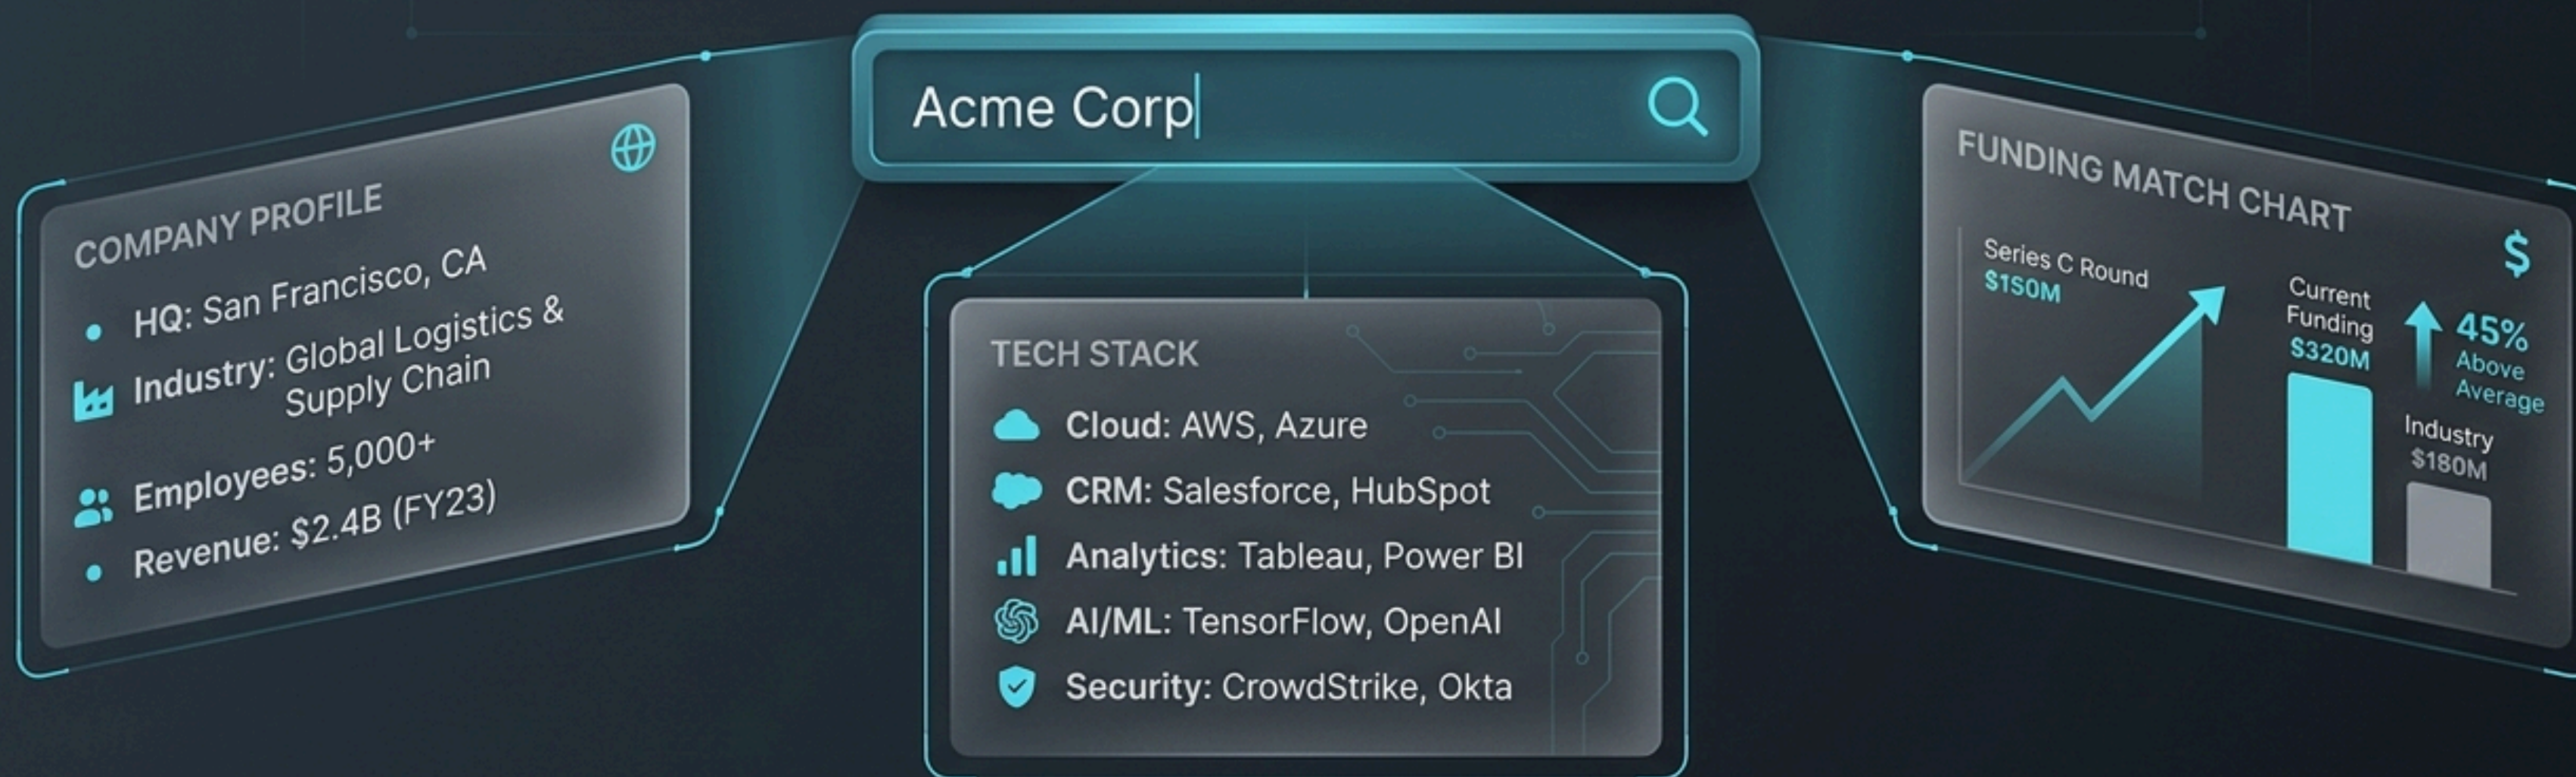 Acme Corp
COMPANY PROFILE
HQ: San Francisco, CA
Industry: Global Logistics &
Supply Chain
Employees: 5,000+
Revenue: $2.4B (FY23)
TECH STACK
Cloud: AWS, Azure
CRM: Salesforce, HubSpot
Analytics: Tableau, Power BI
AI/ML: TensorFlow, OpenAI
Security: CrowdStrike, Okta
FUNDING MATCH CHART
$
Series C Round
$150M
Current
Funding
$320M
45%
Above
Average
Industry
$180M